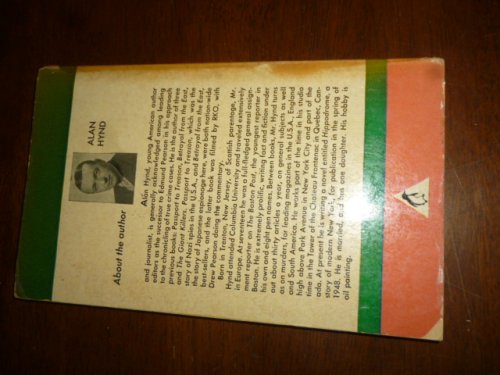 ALAN
HYND
About the author
Alan Hynd, young American author
and journalist, is generally acknowledged among leading
editors as the successor to Edmund Pearson in his approach
to the chronicling of true crime. He is the author of three
previous books: Passport to Treason, Betrayal from the East,
and The Giant Killers. Passport to Treason, which was the
story of Nazi spies in the U.S.A., and Betrayal from the East,
the story of Japanese espionage here, were both nation-wide
best-sellers, and the latter book was filmed by RKO, with
Drew Pearson doing the commentary.
Born in Trenton, New Jersey, of Scottish parentage, Mr.
Hynd attended Columbia University and traveled extensively
in Europe. At seventeen he was a full-fledged general assign-
ment reporter on The Boston Post, the youngest reporter in
Boston. He is extremely prolific, writing fact and fiction under
his own and eight pen names. Between books, Mr. Hynd turns
out about thirty articles a year, on general subjects as well
as murders, for leading magazines in the U.S.A., England
and South America. He works part of the time in his studio
high above Park Avenue in New York City and part of the
time in the Tower of the Chateau Frontenac in Quebec, Can-
ada. At present he is writing a novel entitled Hippodrome, a
story of modern New York, for publication in the spring of
1948. He is married, and has one daughter. His hobby is
oil painting.